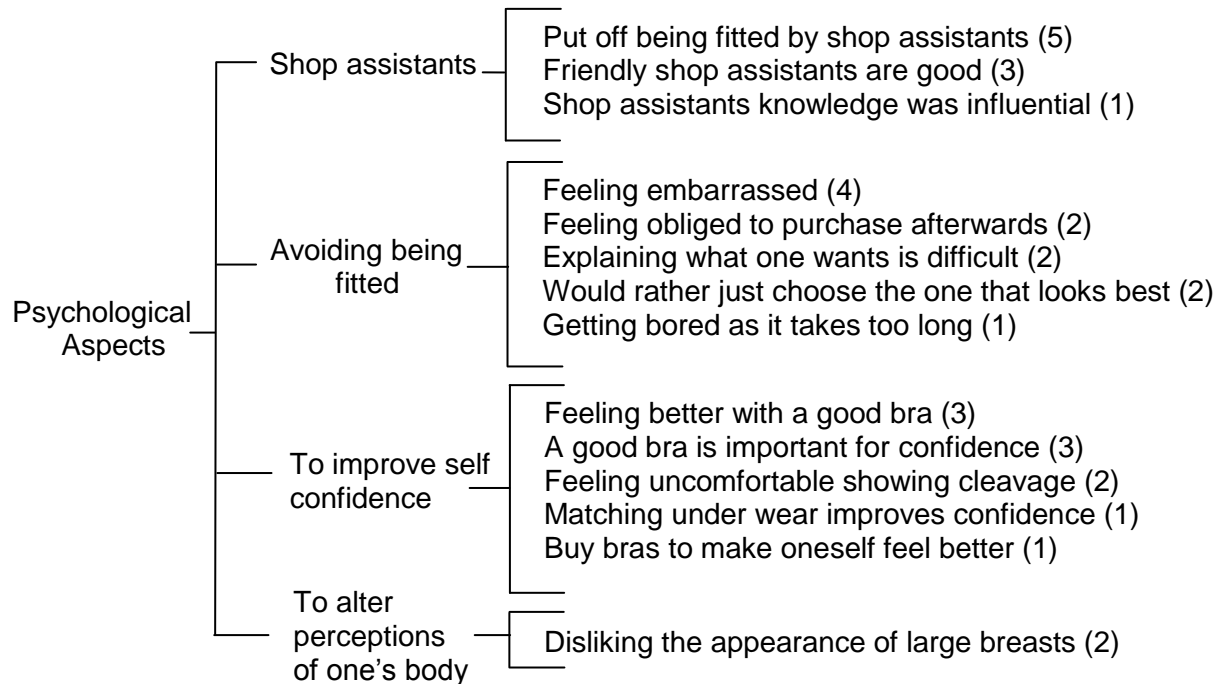 Psychological
Aspects
Shop assistants
Put off being fitted by shop assistants (5)
Friendly shop assistants are good (3)
Shop assistants knowledge was influential (1)
Avoiding being
fitted
Feeling embarrassed (4)
Feeling obliged to purchase afterwards (2)
Explaining what one wants is difficult (2)
Would rather just choose the one that looks best (2)
Getting bored as it takes too long (1)
To improve self
confidence
Feeling better with a good bra (3)
A good bra is important for confidence (3)
Feeling uncomfortable showing cleavage (2)
Matching under wear improves confidence (1)
Buy bras to make oneself feel better (1)
To alter
perceptions
of one’s body
Disliking the appearance of large breasts (2)